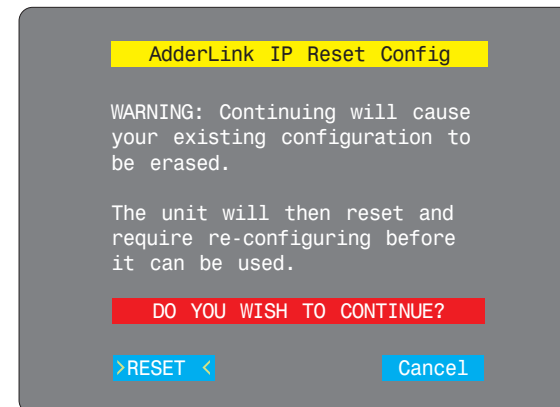 AdderLink IP Reset Config
WARNING: Continuing will cause
your existing configuration to
be erased.
The unit will then reset and
require re-configuring before
it can be used.
DO YOU WISH TO CONTINUE?
>RESET < Cancel